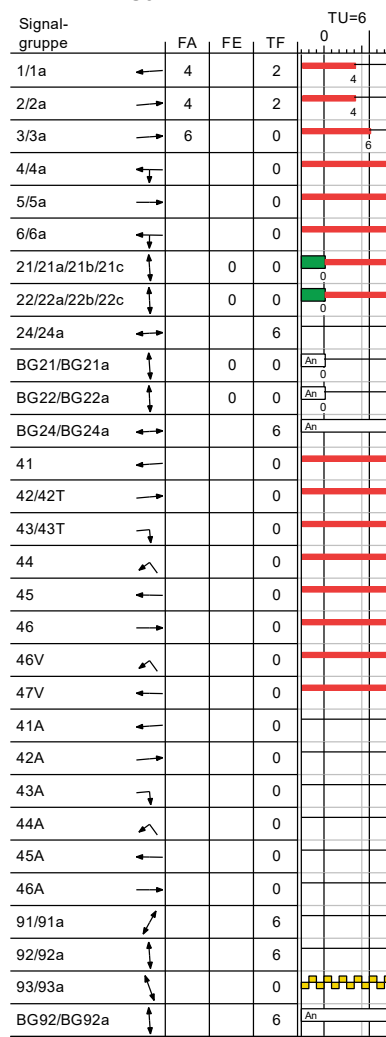 TU=6
Signal-
gruppe FA FE TF 0
1/1a 4 2
4
2/2a 4 2
4
3/3a 6 0
6
4/4a 0
5/5a 0
6/6a 0
21/21a/21b/21c 0 0
0
22/22a/22b/22c 0 0
0
24/24a 6
BG21/BG21a 0 0 An
0
BG22/BG22a 0 0 An
0
BG24/BG24a 6 An
41 0
42/42T 0
43/43T 0
44 0
45 0
46 0
46V 0
47V 0
41A 0
42A 0
43A 0
44A 0
45A 0
46A 0
91/91a 6
92/92a 6
93/93a 0
BG92/BG92a 6 An